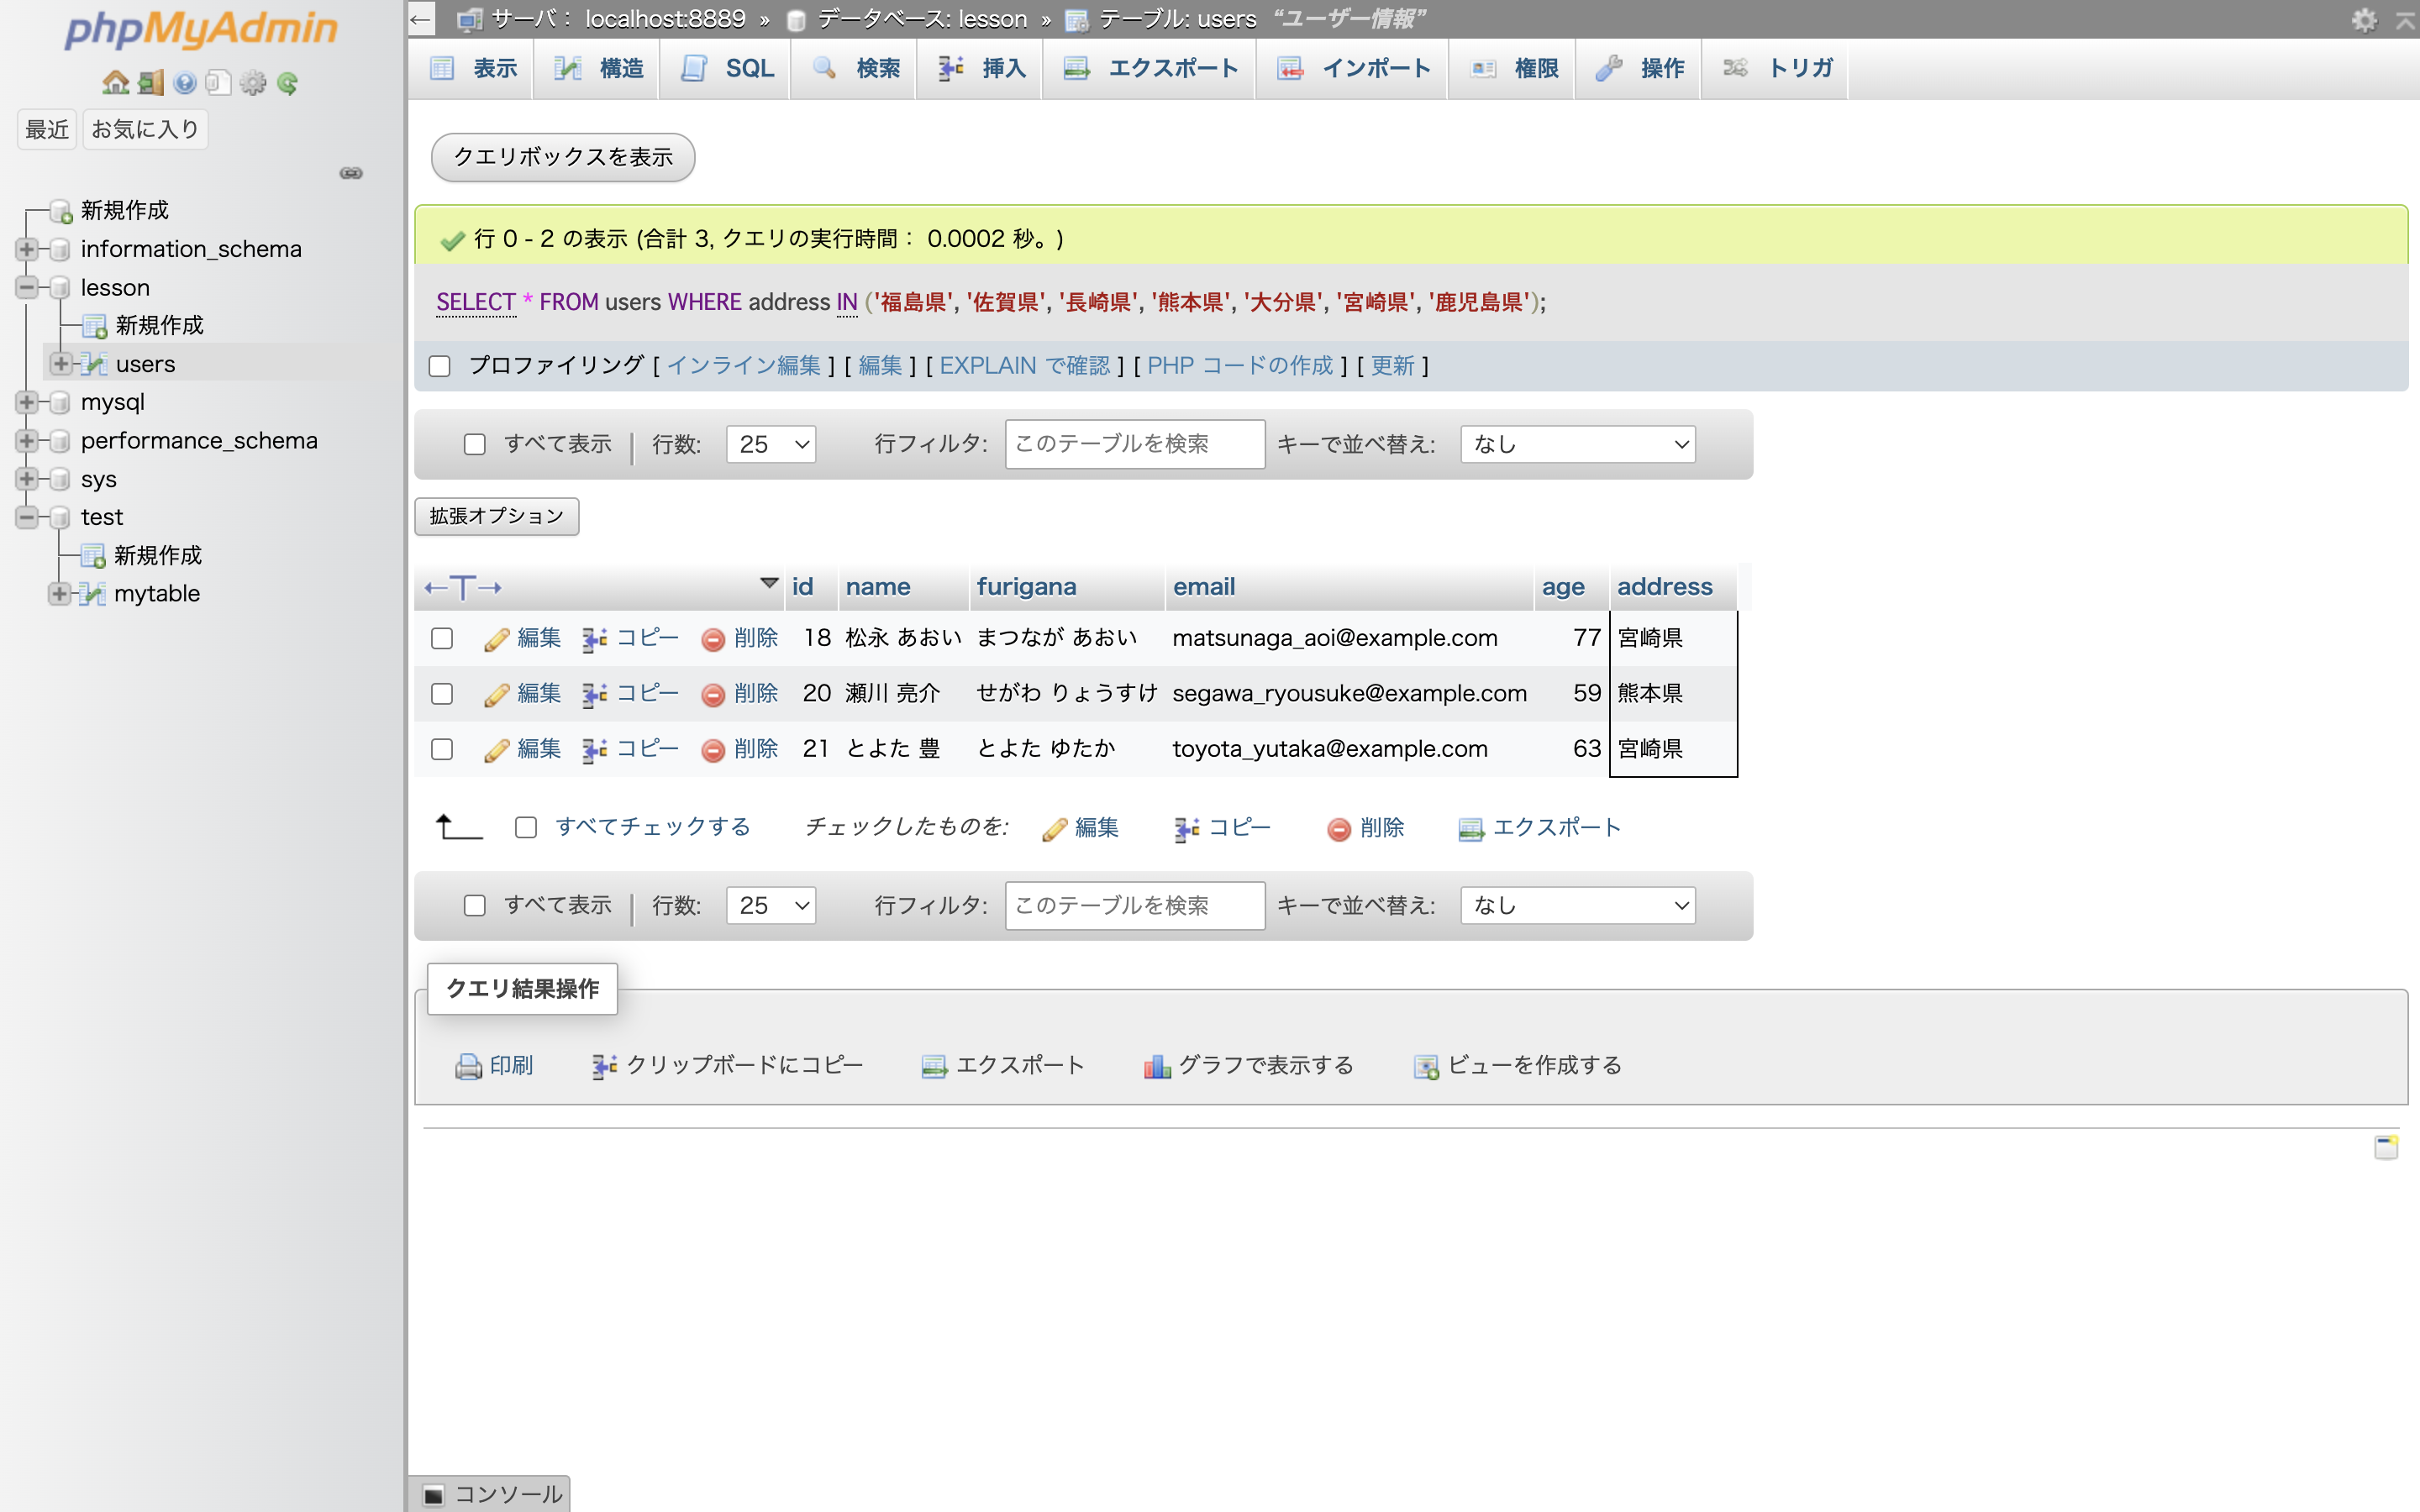 phpMyAdmin
最近 お気に入り
新規作成
information_schema
lesson
新規作成
users
mysql
performance_schema
sys
test
新規作成
mytable
← サーバ： localhost:8889 » データベース: lesson » テーブル: users “ユーザー情報”
表示 構造 SQL 検索 挿入 エクスポート インポート 権限 操作 トリガ
クエリボックスを表示
行 0 - 2 の表示 (合計 3, クエリの実行時間： 0.0002 秒。)
SELECT * FROM users WHERE address IN ('福島県', '佐賀県', '長崎県', '熊本県', '大分県', '宮崎県', '鹿児島県');
プロファイリング [ インライン編集 ] [ 編集 ] [ EXPLAIN で確認 ] [ PHP コードの作成 ] [ 更新 ]
すべて表示 | 行数: 25 行フィルタ: このテーブルを検索 キーで並べ替え: なし
拡張オプション
←T→ id name furigana email age address
編集 コピー 削除 18 松永 あおい まつなが あおい matsunaga_aoi@example.com 77 宮崎県
編集 コピー 削除 20 瀬川 亮介 せがわ りょうすけ segawa_ryousuke@example.com 59 熊本県
編集 コピー 削除 21 とよた 豊 とよた ゆたか toyota_yutaka@example.com 63 宮崎県
すべてチェックする チェックしたものを: 編集 コピー 削除 エクスポート
すべて表示 | 行数: 25 行フィルタ: このテーブルを検索 キーで並べ替え: なし
クエリ結果操作
印刷 クリップボードにコピー エクスポート グラフで表示する ビューを作成する
コンソール